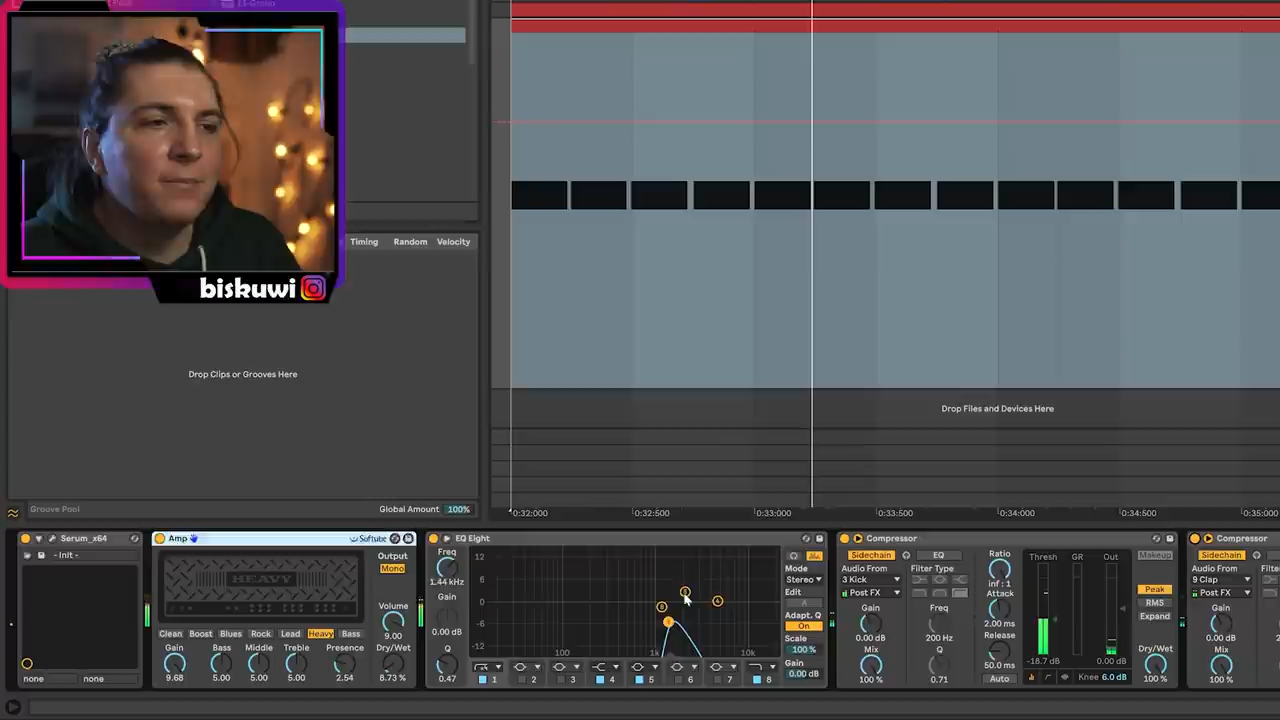 biskuwi
Timing Random Velocity
Drop Clips or Grooves Here
Drop Files and Devices Here
Groove Pool
Global Amount 100%
0:32:000 0:32:500 0:33:000 0:33:500 0:34:000 0:34:500 0:35:000
Serum_x64
- Init -
none none
Amp Softube
HEAVY
Output
Mono
Volume
9.00
Clean Boost Blues Rock Lead Heavy Bass
Gain Bass Middle Treble Presence Dry/Wet
9.68 5.00 5.00 5.00 2.54 8.73 %
EQ Eight
Freq
1.44 kHz
Gain
0.00 dB
Q
0.47
12
6
0
-6
-12
100 1k 10k
1 2 3 4 5 6 7 8
Mode
Stereo
Edit
A
Adapt. Q
On
Scale
100 %
Gain
0.00 dB
Compressor
Sidechain EQ
Audio From Filter Type
3 Kick
Post FX
Gain Freq
0.00 dB 200 Hz
Mix Q
100 % 0.71
Ratio
inf : 1
Attack
2.00 ms
Release
50.0 ms
Auto
Thresh GR Out
-18.7 dB 0.00 dB
Knee 6.0 dB
Makeup
Peak
RMS
Expand
Dry/Wet
100 %
Compressor
Sidechain
Audio From
9 Clap
Post FX
Gain
0.00 dB
Mix
100 %